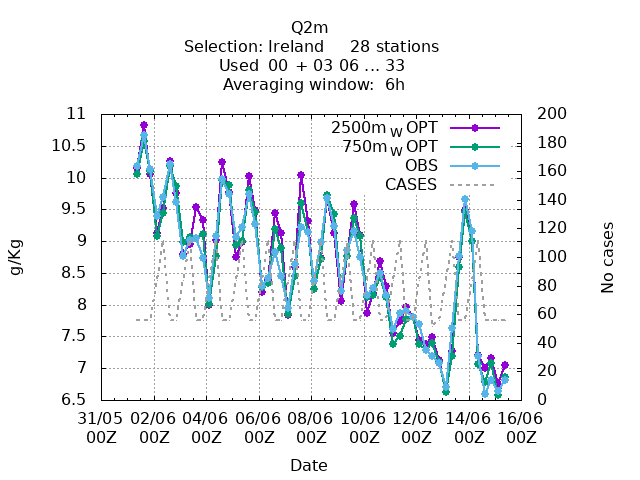 Q2m
Selection: Ireland 28 stations
Used 00 + 03 06 ... 33
Averaging window: 6h
2500m W OPT
750m W OPT
OBS
CASES
g/Kg
11
10.5
10
9.5
9
8.5
8
7.5
7
6.5
200
180
160
140
120
100
80
60
40
20
0
No cases
31/05 02/06 04/06 06/06 08/06 10/06 12/06 14/06 16/06
00Z 00Z 00Z 00Z 00Z 00Z 00Z 00Z 00Z
Date